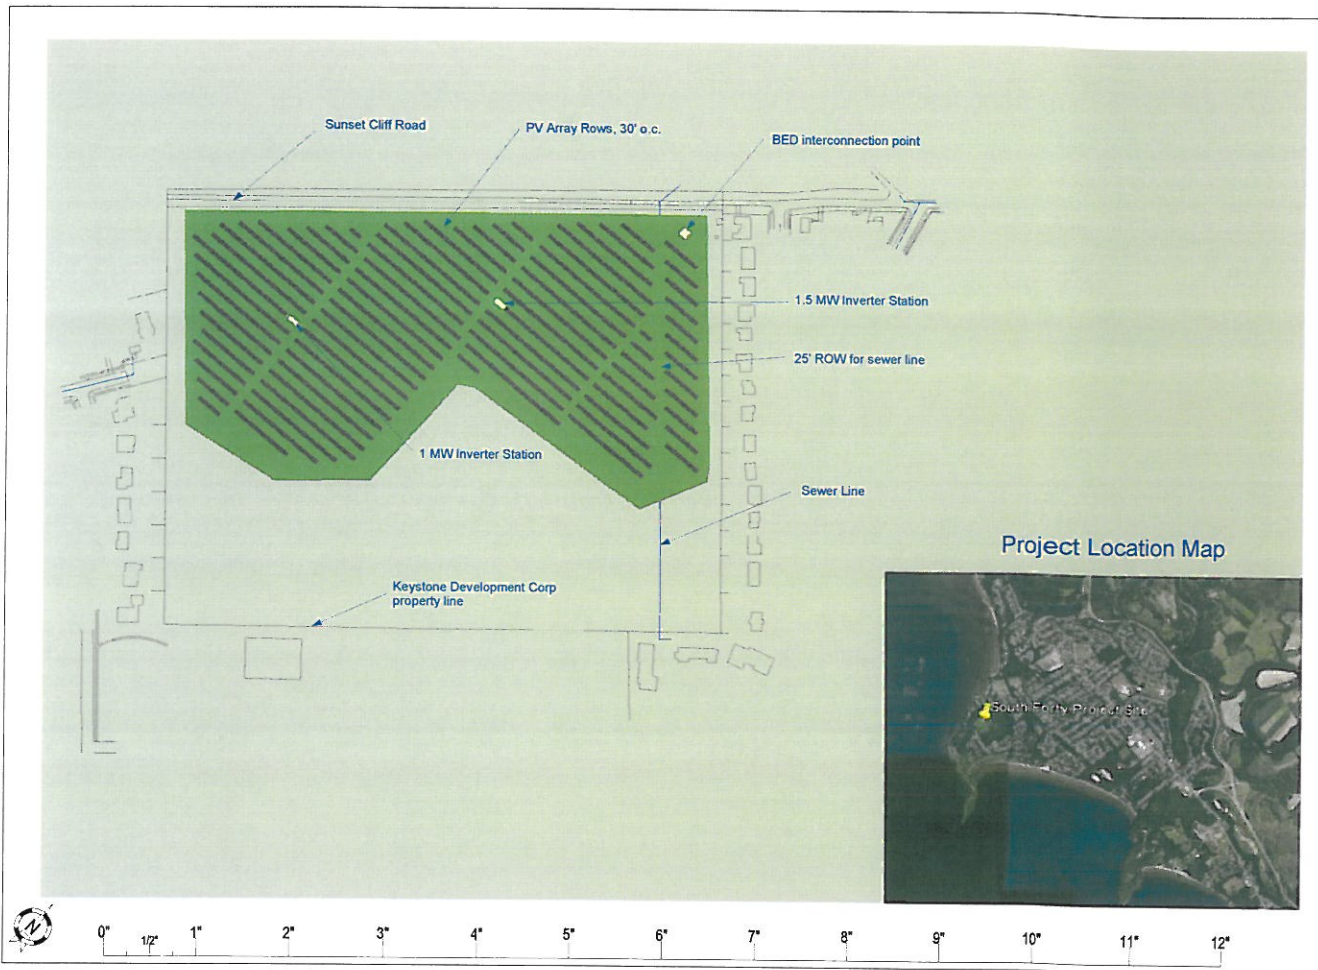 Sunset Cliff Road
PV Array Rows, 30' o.c.
BED interconnection point
1.5 MW Inverter Station
25' ROW for sewer line
1 MW Inverter Station
Sewer Line
Project Location Map
Keystone Development Corp
property line
South Forty Project Site
N
0" 1/2" 1" 2" 3" 4" 5" 6" 7" 8" 9" 10" 11" 12"